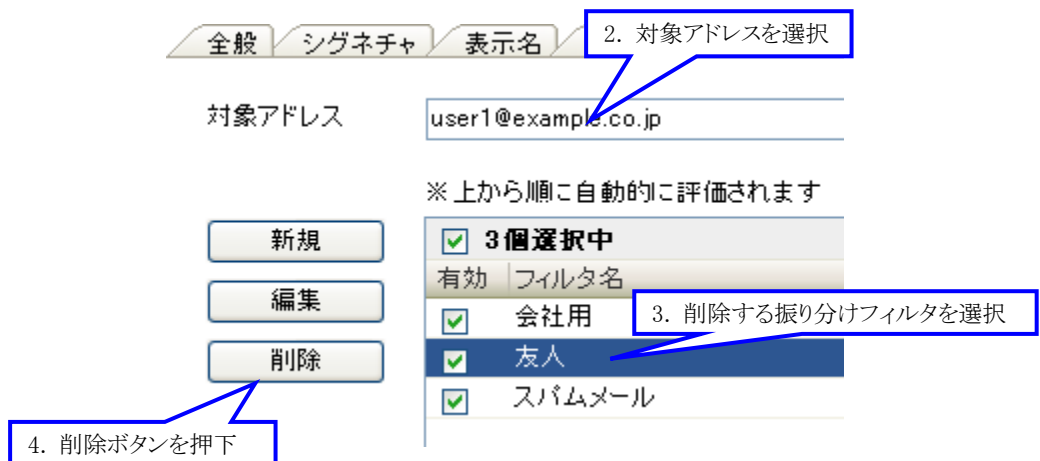 2. 対象アドレスを選択
全般 シグネチャ 表示名
対象アドレス user1@example.co.jp
※上から順に自動的に評価されます
新規 3個選択中
有効 フィルタ名
編集
会社用 3. 削除する振り分けフィルタを選択
削除 友人
スパムメール
4. 削除ボタンを押下